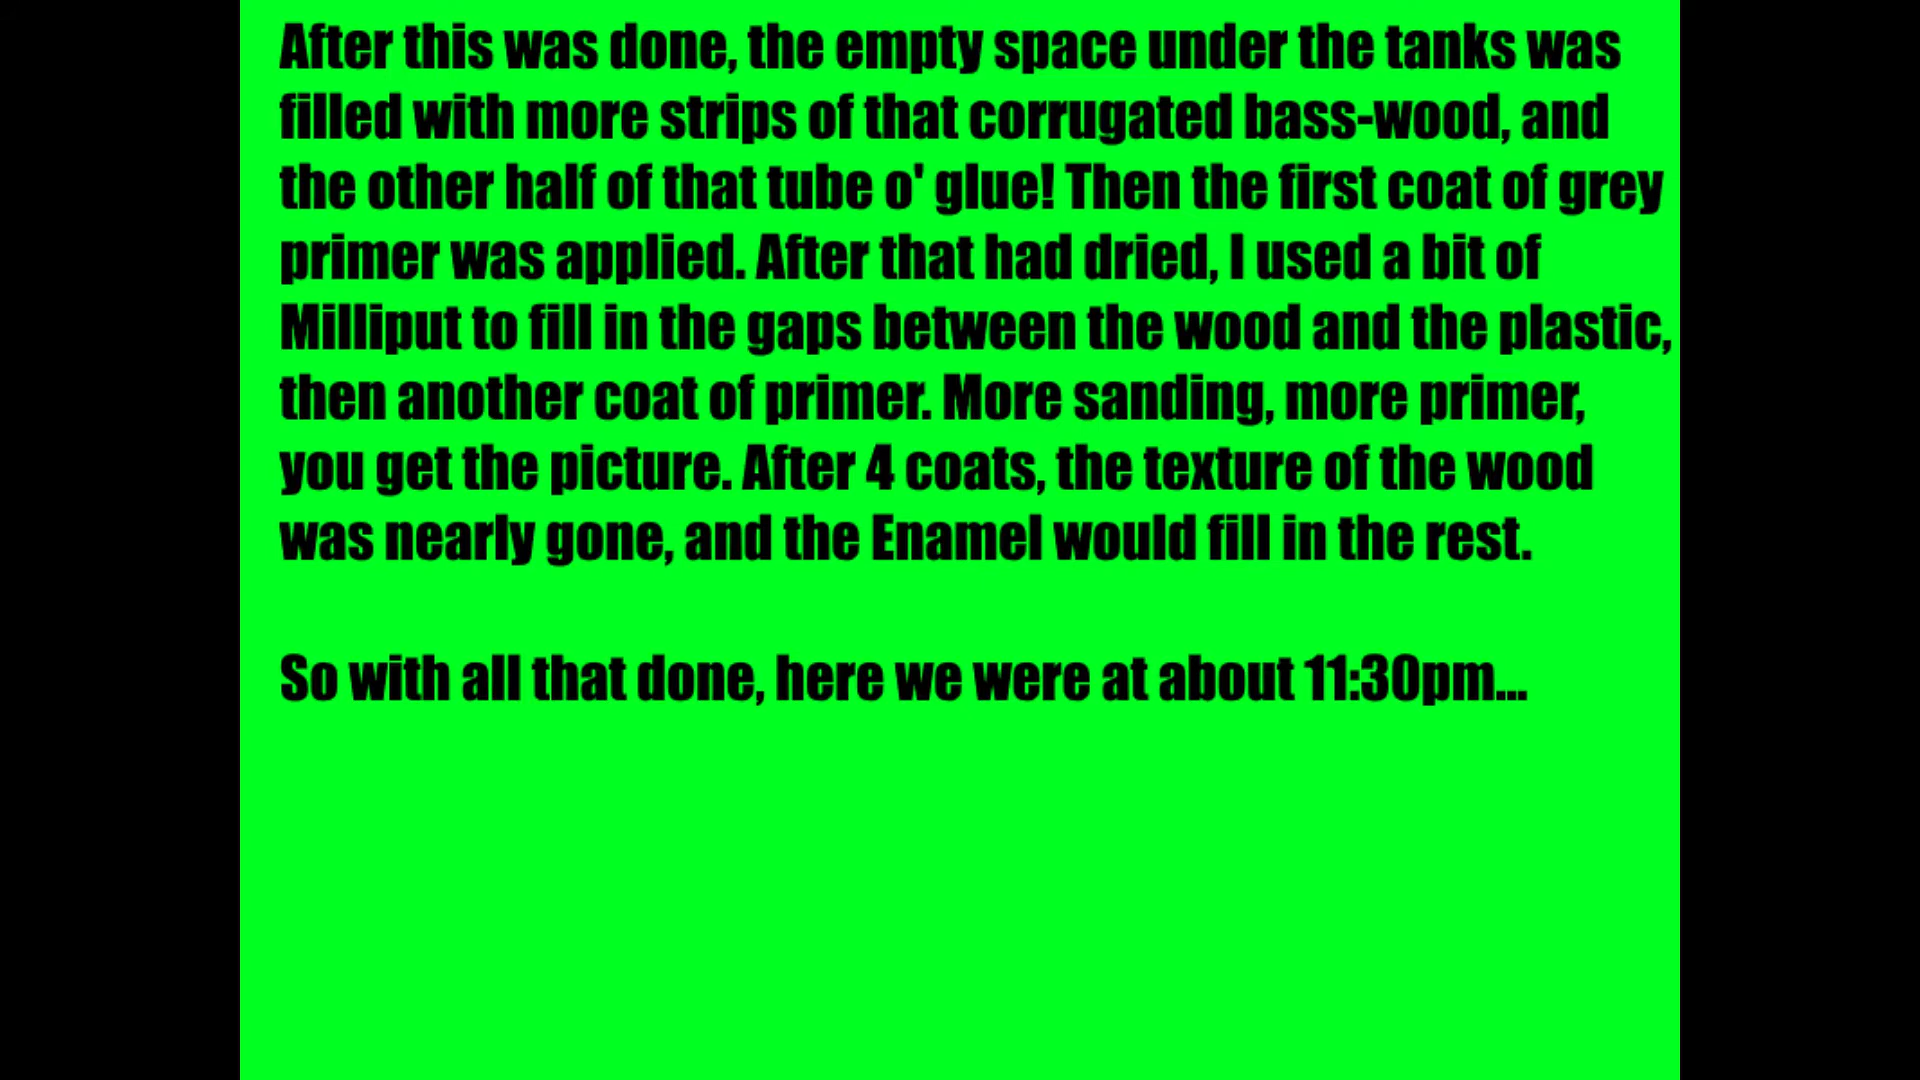 After this was done, the empty space under the tanks was
filled with more strips of that corrugated bass-wood, and
the other half of that tube o' glue! Then the first coat of grey
primer was applied. After that had dried, I used a bit of
Milliput to fill in the gaps between the wood and the plastic,
then another coat of primer. More sanding, more primer,
you get the picture. After 4 coats, the texture of the wood
was nearly gone, and the Enamel would fill in the rest.
So with all that done, here we were at about 11:30pm...